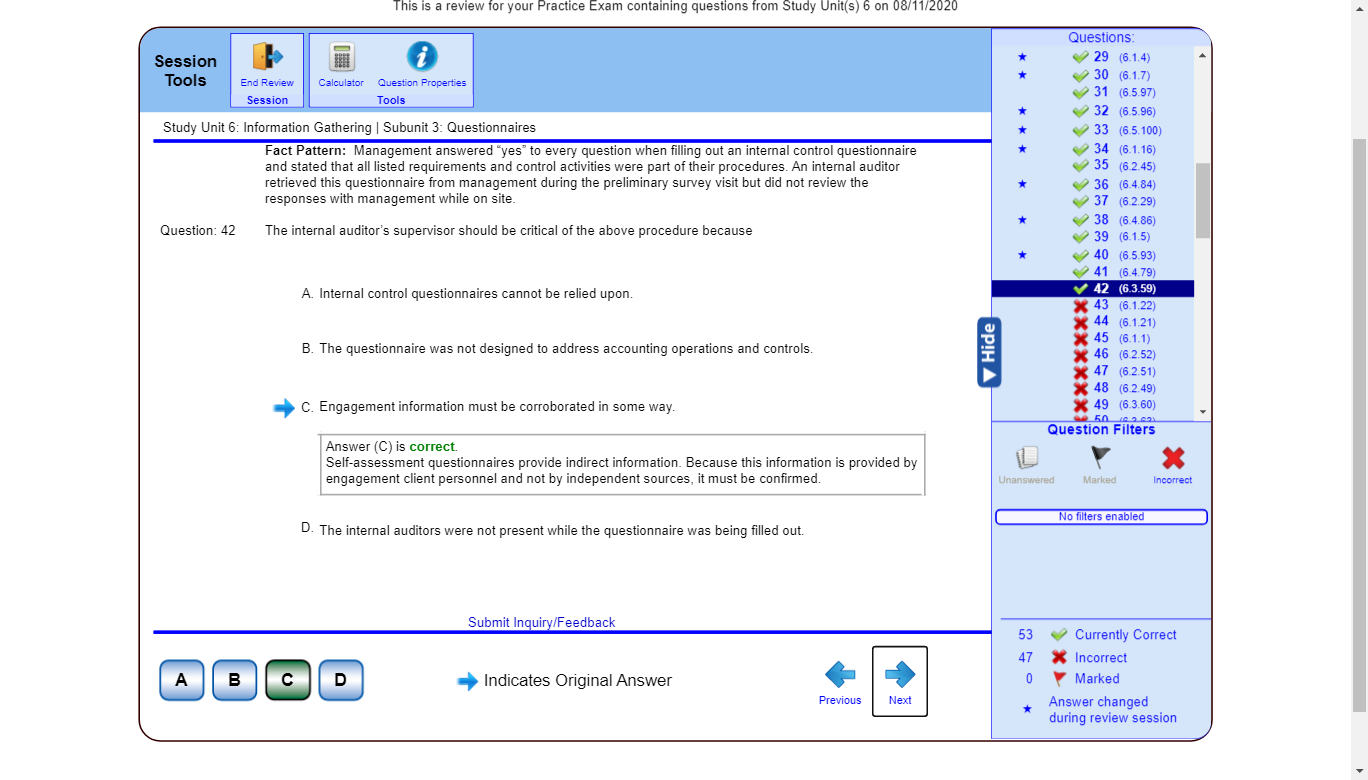 This is a review for your Practice Exam containing questions from Study Unit(s) 6 on 08/11/2020
Session
Tools
End Review
Session
Calculator
Question Properties
Tools
Study Unit 6: Information Gathering | Subunit 3: Questionnaires
Fact Pattern: Management answered “yes” to every question when filling out an internal control questionnaire
and stated that all listed requirements and control activities were part of their procedures. An internal auditor
retrieved this questionnaire from management during the preliminary survey visit but did not review the
responses with management while on site.
Question: 42 The internal auditor’s supervisor should be critical of the above procedure because
A. Internal control questionnaires cannot be relied upon.
B. The questionnaire was not designed to address accounting operations and controls.
C. Engagement information must be corroborated in some way.
Answer (C) is correct.
Self-assessment questionnaires provide indirect information. Because this information is provided by
engagement client personnel and not by independent sources, it must be confirmed.
D. The internal auditors were not present while the questionnaire was being filled out.
Submit Inquiry/Feedback
A B C D
Indicates Original Answer
Previous
Next
Questions:
29 (6.1.4)
30 (6.1.7)
31 (6.5.97)
32 (6.5.96)
33 (6.5.100)
34 (6.1.16)
35 (6.2.45)
36 (6.4.84)
37 (6.2.29)
38 (6.4.86)
39 (6.1.5)
40 (6.5.93)
41 (6.4.79)
42 (6.3.59)
43 (6.1.22)
44 (6.1.21)
45 (6.1.1)
46 (6.2.52)
47 (6.2.51)
48 (6.2.49)
49 (6.3.60)
50 (6.3.63)
Hide
Question Filters
Unanswered
Marked
Incorrect
No filters enabled
53 Currently Correct
47 Incorrect
0 Marked
Answer changed
during review session